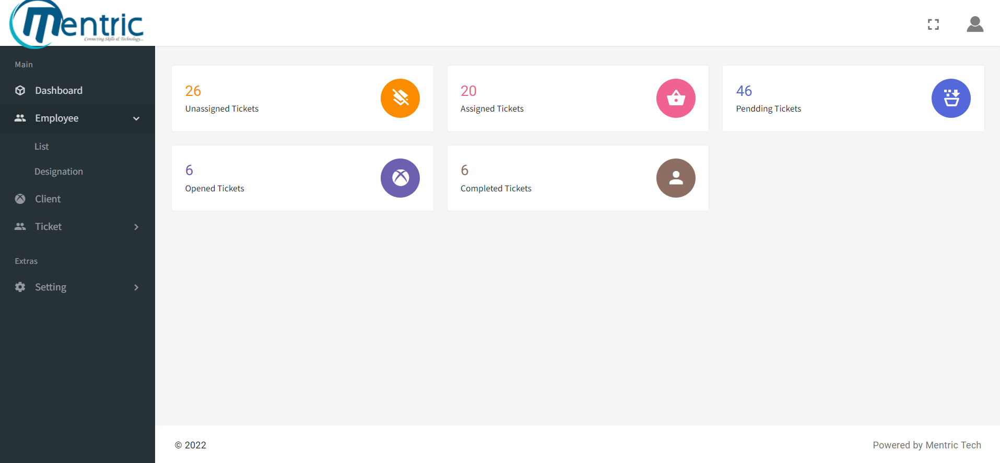 Mentric
Connecting Skills & Technology...
Main
Dashboard
Employee
List
Designation
Client
Ticket
Extras
Setting
26
Unassigned Tickets
20
Assigned Tickets
46
Pendding Tickets
6
Opened Tickets
6
Completed Tickets
© 2022
Powered by Mentric Tech